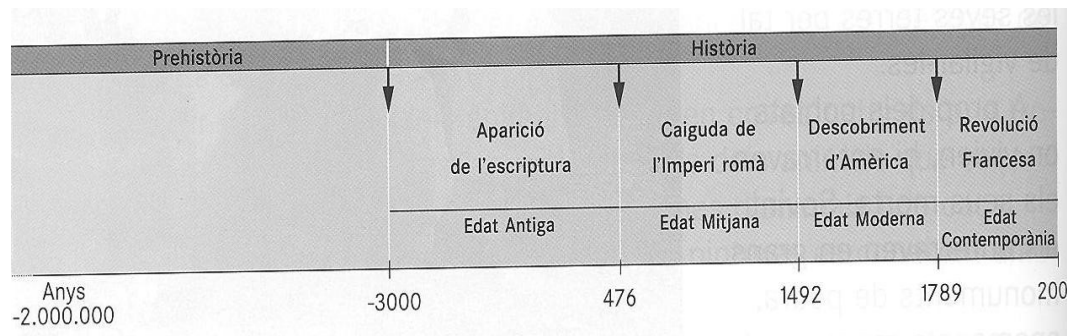 Prehistòria
Història
Aparició
de l'escriptura
Caiguda de
l'Imperi romà
Descobriment
d'Amèrica
Revolució
Francesa
Edat Antiga
Edat Mitjana
Edat Moderna
Edat
Contemporània
Anys
-2.000.000
-3000
476
1492
1789
200